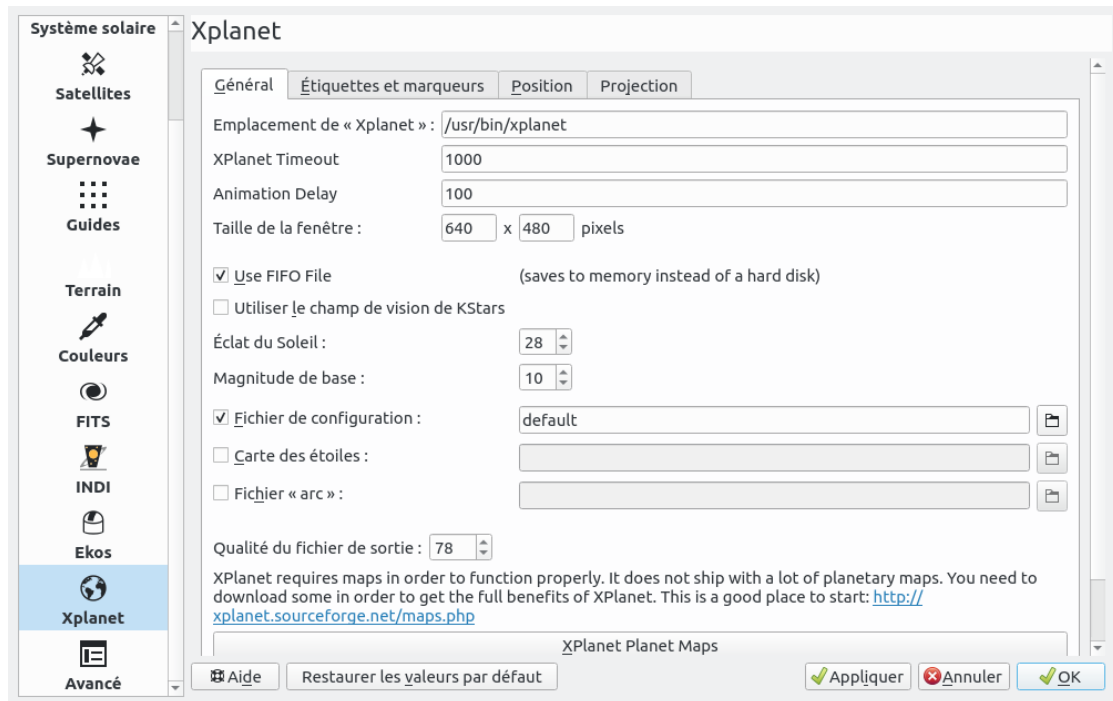 Système solaire
Satellites
Supernovae
Guides
Terrain
Couleurs
FITS
INDI
Ekos
Xplanet
Avancé
Xplanet
Général Étiquettes et marqueurs Position Projection
Emplacement de « Xplanet » : /usr/bin/xplanet
XPlanet Timeout 1000
Animation Delay 100
Taille de la fenêtre : 640 x 480 pixels
Use FIFO File (saves to memory instead of a hard disk)
Utiliser le champ de vision de KStars
Éclat du Soleil : 28
Magnitude de base : 10
Fichier de configuration : default
Carte des étoiles :
Fichier « arc » :
Qualité du fichier de sortie : 78
XPlanet requires maps in order to function properly. It does not ship with a lot of planetary maps. You need to
download some in order to get the full benefits of XPlanet. This is a good place to start: http://
xplanet.sourceforge.net/maps.php
XPlanet Planet Maps
Aide Restaurer les valeurs par défaut Appliquer Annuler OK